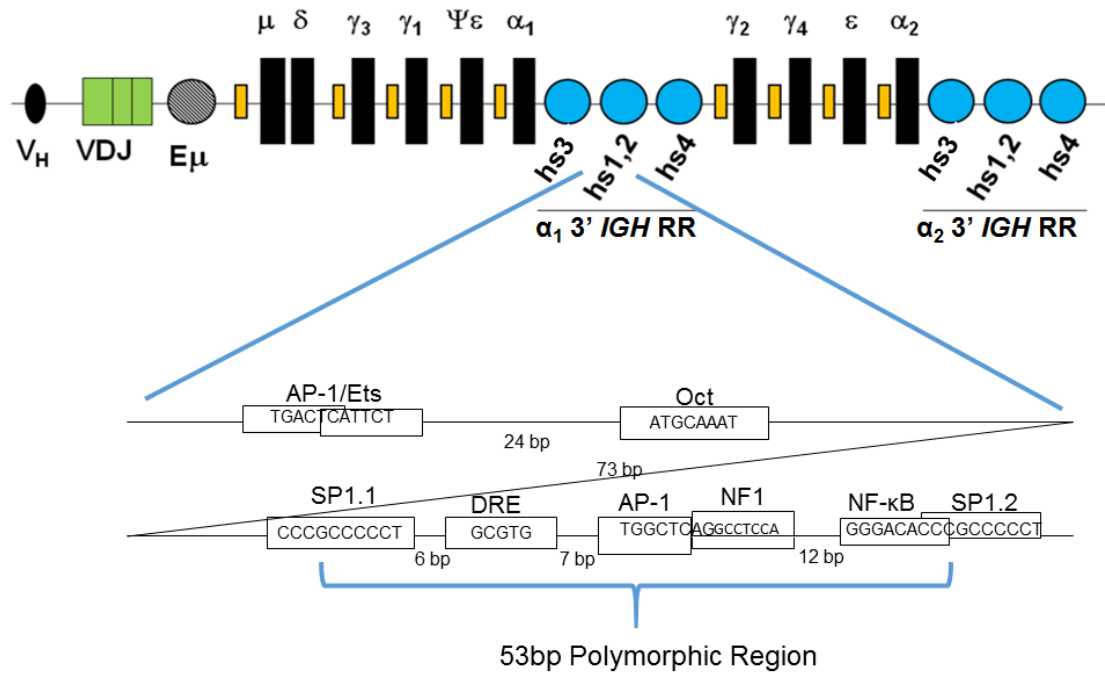 μ δ γ3 γ1 Ψε α1 γ2 γ4 ε α2
VH VDJ Eμ hs3 hs1,2 hs4 hs3 hs1,2 hs4
α1 3' IGH RR α2 3' IGH RR
AP-1/Ets Oct
TGACTCATTCT ATGCAAAT
24 bp
73 bp
SP1.1 DRE AP-1 NF1 NF-κB SP1.2
CCCGCCCCCT GCGTG TGGCTCAGGCCTCCA GGGACACCCGCCCCCT
6 bp 7 bp 12 bp
53bp Polymorphic Region